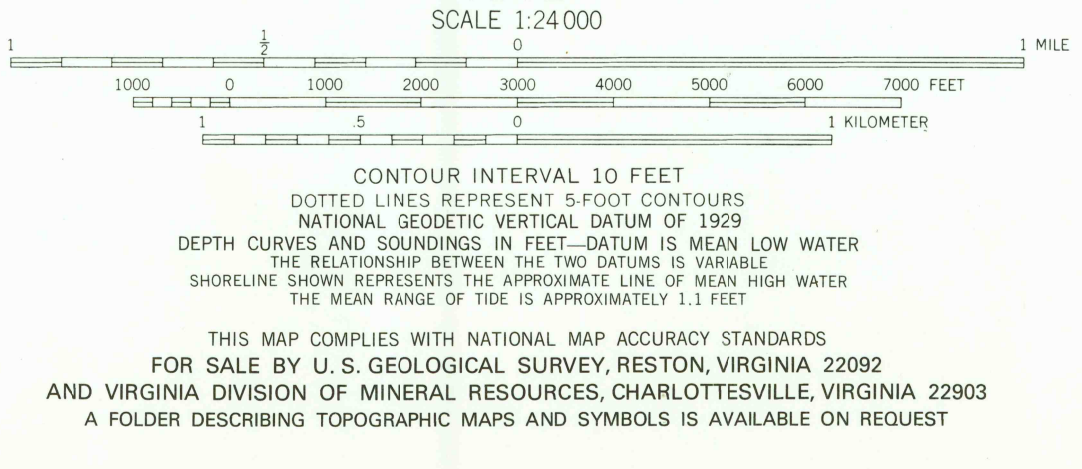 SCALE 1:24 000
1 1/2 0 1 MILE
1000 0 1000 2000 3000 4000 5000 6000 7000 FEET
1 .5 0 1 KILOMETER
CONTOUR INTERVAL 10 FEET
DOTTED LINES REPRESENT 5-FOOT CONTOURS
NATIONAL GEODETIC VERTICAL DATUM OF 1929
DEPTH CURVES AND SOUNDINGS IN FEET—DATUM IS MEAN LOW WATER
THE RELATIONSHIP BETWEEN THE TWO DATUMS IS VARIABLE
SHORELINE SHOWN REPRESENTS THE APPROXIMATE LINE OF MEAN HIGH WATER
THE MEAN RANGE OF TIDE IS APPROXIMATELY 1.1 FEET
THIS MAP COMPLIES WITH NATIONAL MAP ACCURACY STANDARDS
FOR SALE BY U. S. GEOLOGICAL SURVEY, RESTON, VIRGINIA 22092
AND VIRGINIA DIVISION OF MINERAL RESOURCES, CHARLOTTESVILLE, VIRGINIA 22903
A FOLDER DESCRIBING TOPOGRAPHIC MAPS AND SYMBOLS IS AVAILABLE ON REQUEST